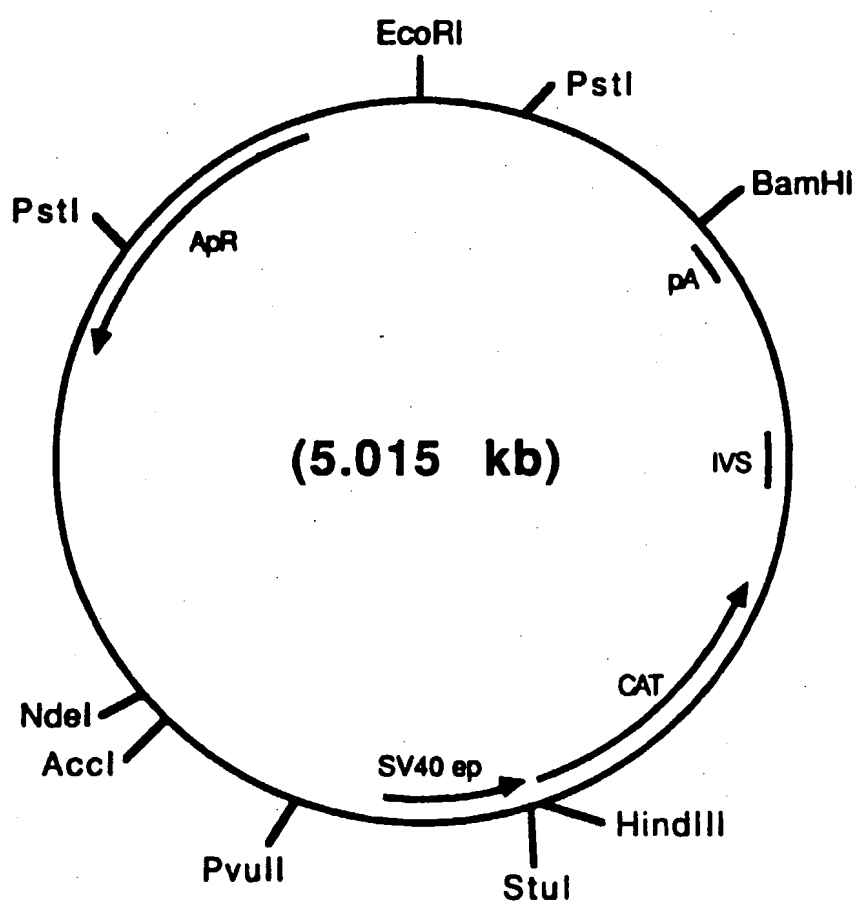 EcoRI
PstI
BamHI
PstI
ApR
pA
(5.015 kb)
IVS
CAT
NdeI
AccI
SV40 ep
HindIII
PvuII
StuI